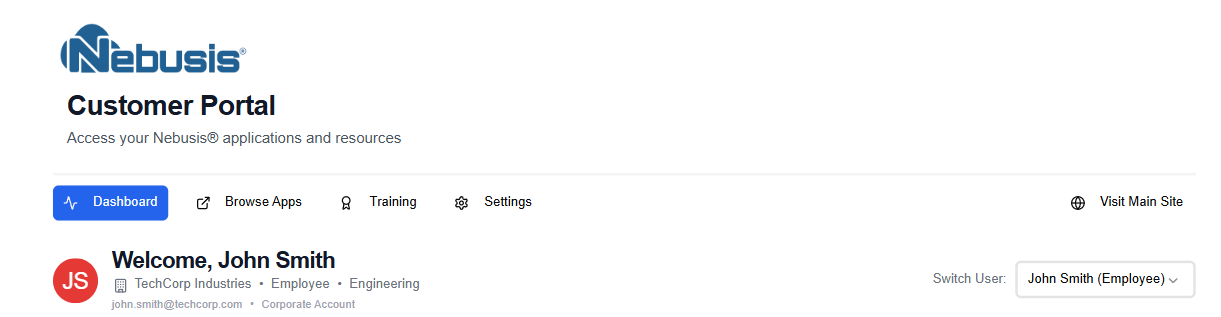 Nebusis®
Customer Portal
Access your Nebusis® applications and resources
Dashboard Browse Apps Training Settings Visit Main Site
JS
Welcome, John Smith
TechCorp Industries • Employee • Engineering
john.smith@techcorp.com • Corporate Account
Switch User: John Smith (Employee)